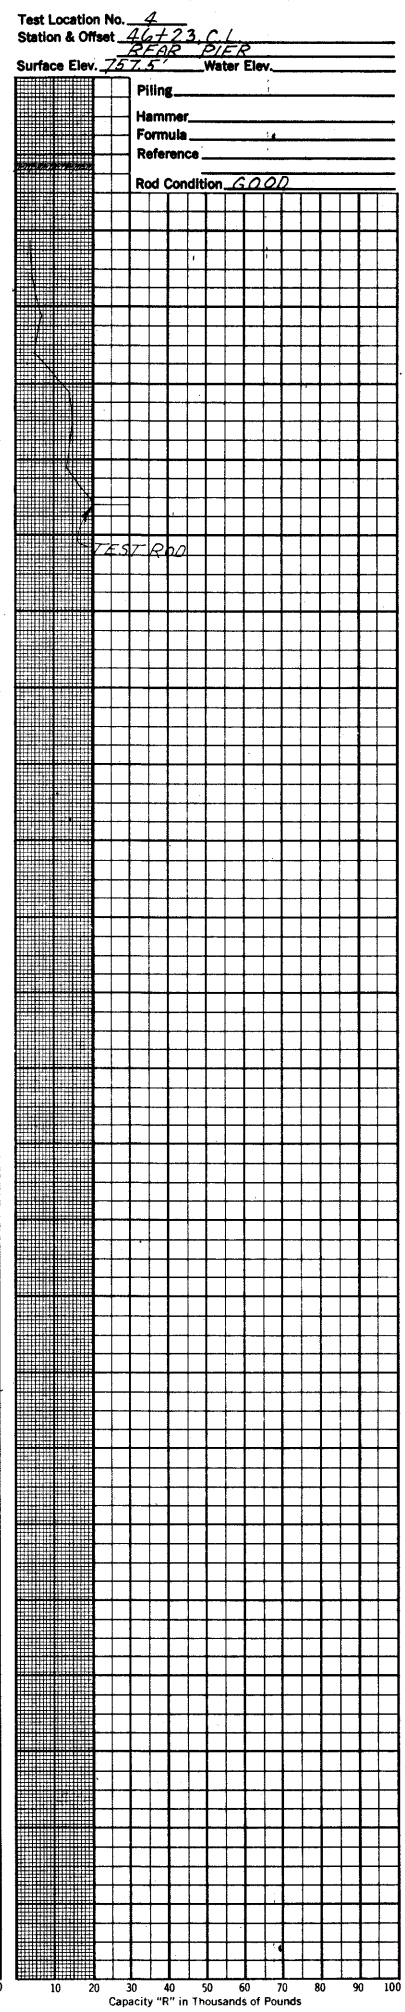 Test Location No. 4
Station & Offset 46+23, C.L.
REAR PIER
Surface Elev. 757.5' Water Elev.
Piling
Hammer
Formula
Reference
Rod Condition GOOD
TEST ROD
0 10 20 30 40 50 60 70 80 90 100
Capacity "R" in Thousands of Pounds